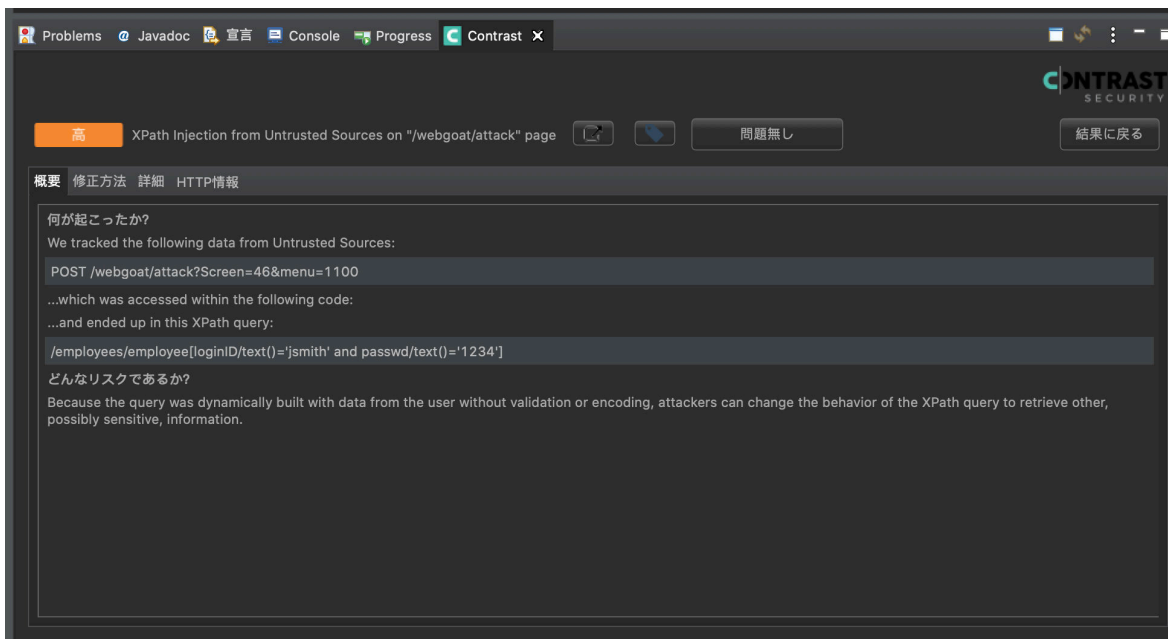 Problems @ Javadoc 宣言 Console Progress Contrast
CONTRAST
SECURITY
高 XPath Injection from Untrusted Sources on "/webgoat/attack" page 問題無し 結果に戻る
概要 修正方法 詳細 HTTP情報
何が起こったか?
We tracked the following data from Untrusted Sources:
POST /webgoat/attack?Screen=46&menu=1100
...which was accessed within the following code:
...and ended up in this XPath query:
/employees/employee[loginID/text()='jsmith' and passwd/text()='1234']
どんなリスクであるか?
Because the query was dynamically built with data from the user without validation or encoding, attackers can change the behavior of the XPath query to retrieve other,
possibly sensitive, information.